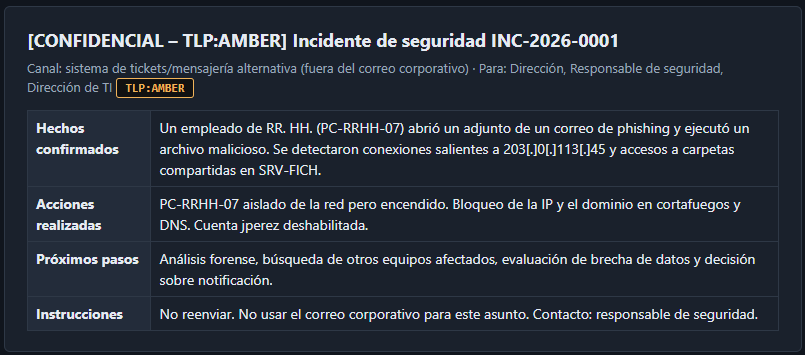 [CONFIDENCIAL – TLP:AMBER] Incidente de seguridad INC-2026-0001
Canal: sistema de tickets/mensajería alternativa (fuera del correo corporativo) · Para: Dirección, Responsable de seguridad,
Dirección de TI TLP:AMBER
Hechos confirmados
Un empleado de RR. HH. (PC-RRHH-07) abrió un adjunto de un correo de phishing y ejecutó un
archivo malicioso. Se detectaron conexiones salientes a 203[.]0[.]113[.]45 y accesos a carpetas
compartidas en SRV-FICH.
Acciones realizadas
PC-RRHH-07 aislado de la red pero encendido. Bloqueo de la IP y el dominio en cortafuegos y
DNS. Cuenta jperez deshabilitada.
Próximos pasos
Análisis forense, búsqueda de otros equipos afectados, evaluación de brecha de datos y decisión
sobre notificación.
Instrucciones
No reenviar. No usar el correo corporativo para este asunto. Contacto: responsable de seguridad.